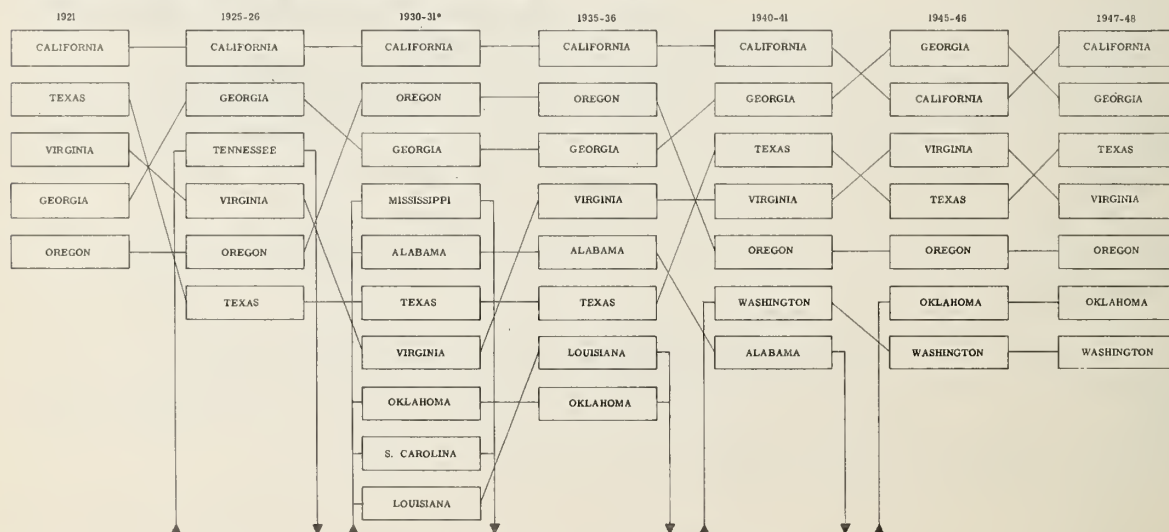 1921
CALIFORNIA
TEXAS
VIRGINIA
GEORGIA
OREGON
1925-26
CALIFORNIA
GEORGIA
TENNESSEE
VIRGINIA
OREGON
TEXAS
1930-31*
CALIFORNIA
OREGON
GEORGIA
MISSISSIPPI
ALABAMA
TEXAS
VIRGINIA
OKLAHOMA
S. CAROLINA
LOUISIANA
1935-36
CALIFORNIA
OREGON
GEORGIA
VIRGINIA
ALABAMA
TEXAS
LOUISIANA
OKLAHOMA
1940-41
CALIFORNIA
GEORGIA
TEXAS
VIRGINIA
OREGON
WASHINGTON
ALABAMA
1945-46
GEORGIA
CALIFORNIA
VIRGINIA
TEXAS
OREGON
OKLAHOMA
WASHINGTON
1947-48
CALIFORNIA
GEORGIA
TEXAS
VIRGINIA
OREGON
OKLAHOMA
WASHINGTON